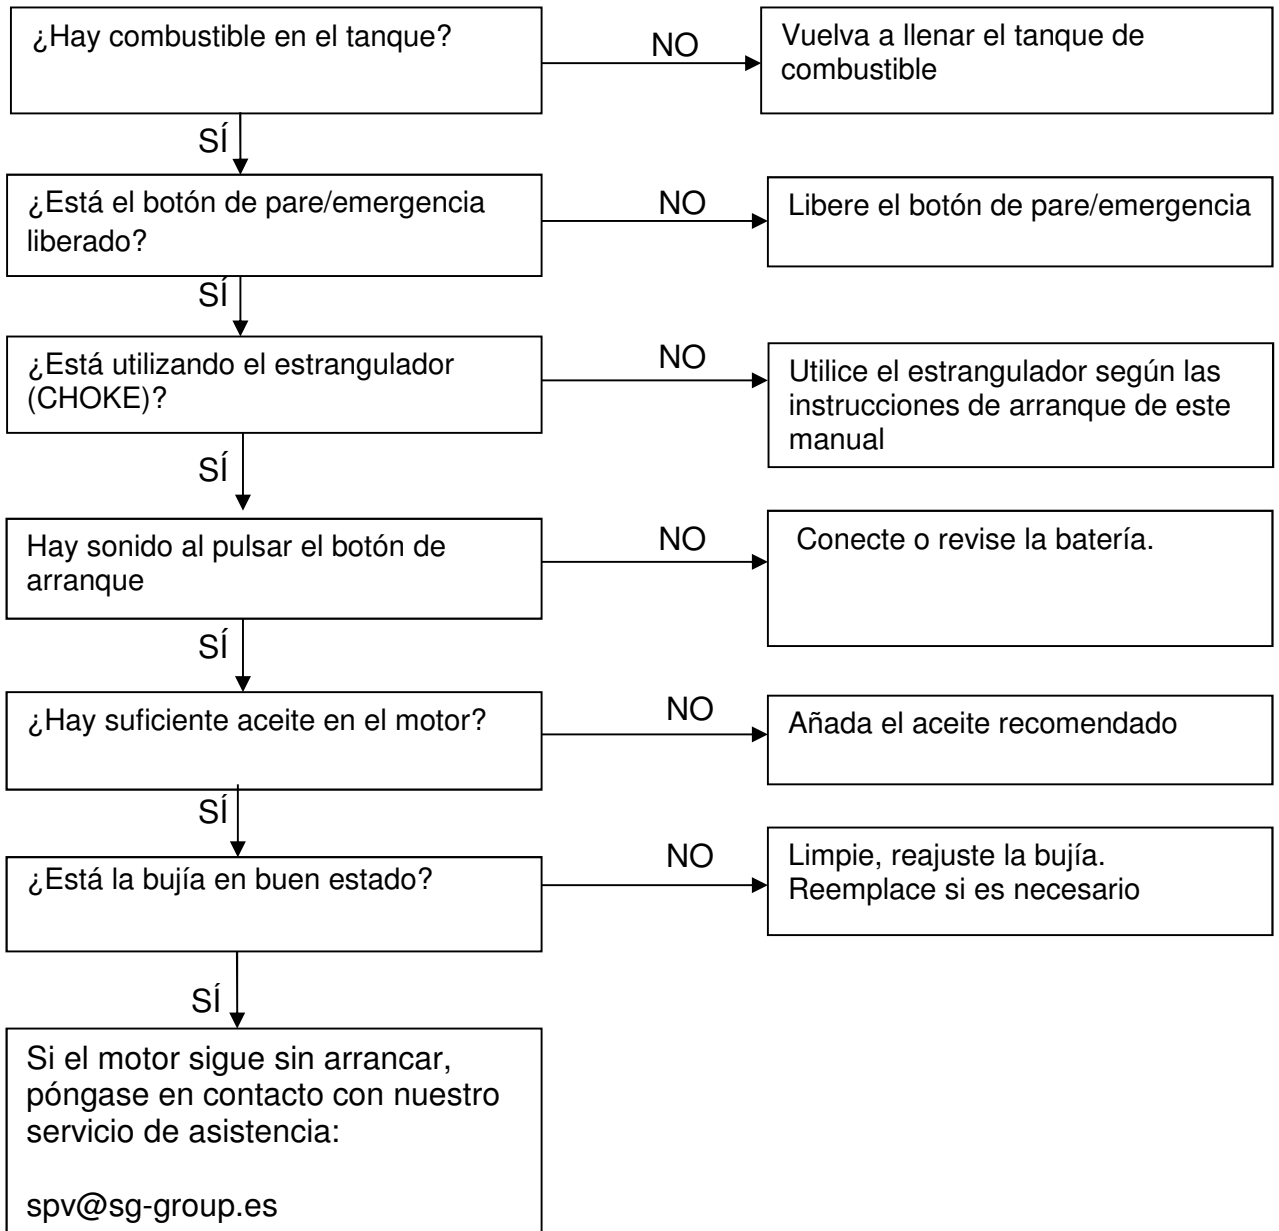 ¿Hay combustible en el tanque?
NO
Vuelva a llenar el tanque de
combustible
SÍ
¿Está el botón de pare/emergencia
liberado?
NO
Libere el botón de pare/emergencia
SÍ
¿Está utilizando el estrangulador
(CHOKE)?
NO
Utilice el estrangulador según las
instrucciones de arranque de este
manual
SÍ
Hay sonido al pulsar el botón de
arranque
NO
Conecte o revise la batería.
SÍ
¿Hay suficiente aceite en el motor?
NO
Añada el aceite recomendado
SÍ
¿Está la bujía en buen estado?
NO
Limpie, reajuste la bujía.
Reemplace si es necesario
SÍ
Si el motor sigue sin arrancar,
póngase en contacto con nuestro
servicio de asistencia:
spv@sg-group.es